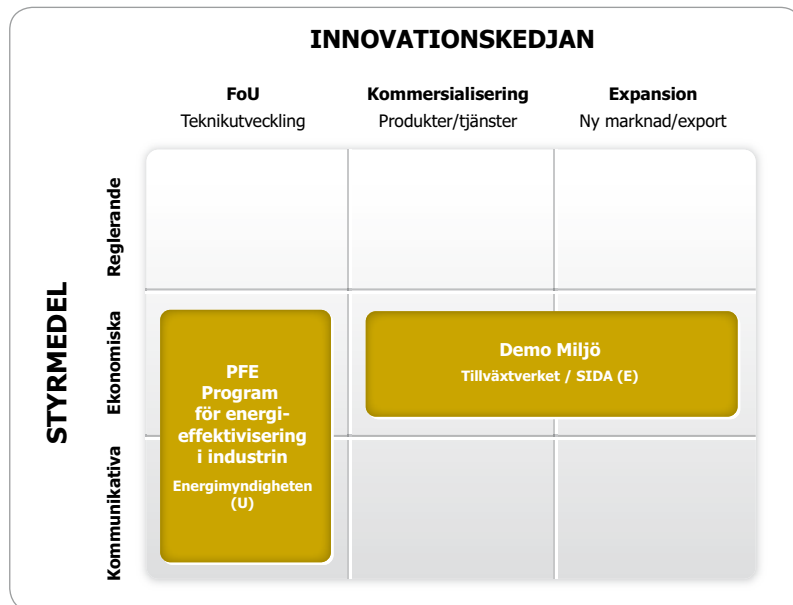 INNOVATIONSKEDJAN
FoU
Teknikutveckling
Kommersialisering
Produkter/tjänster
Expansion
Ny marknad/export
STYRMEDEL
Reglerande
Ekonomiska
Kommunikativa
PFE
Program
för energi-
effektivisering
i industrin
Energimyndigheten
(U)
Demo Miljö
Tillväxtverket / SIDA (E)